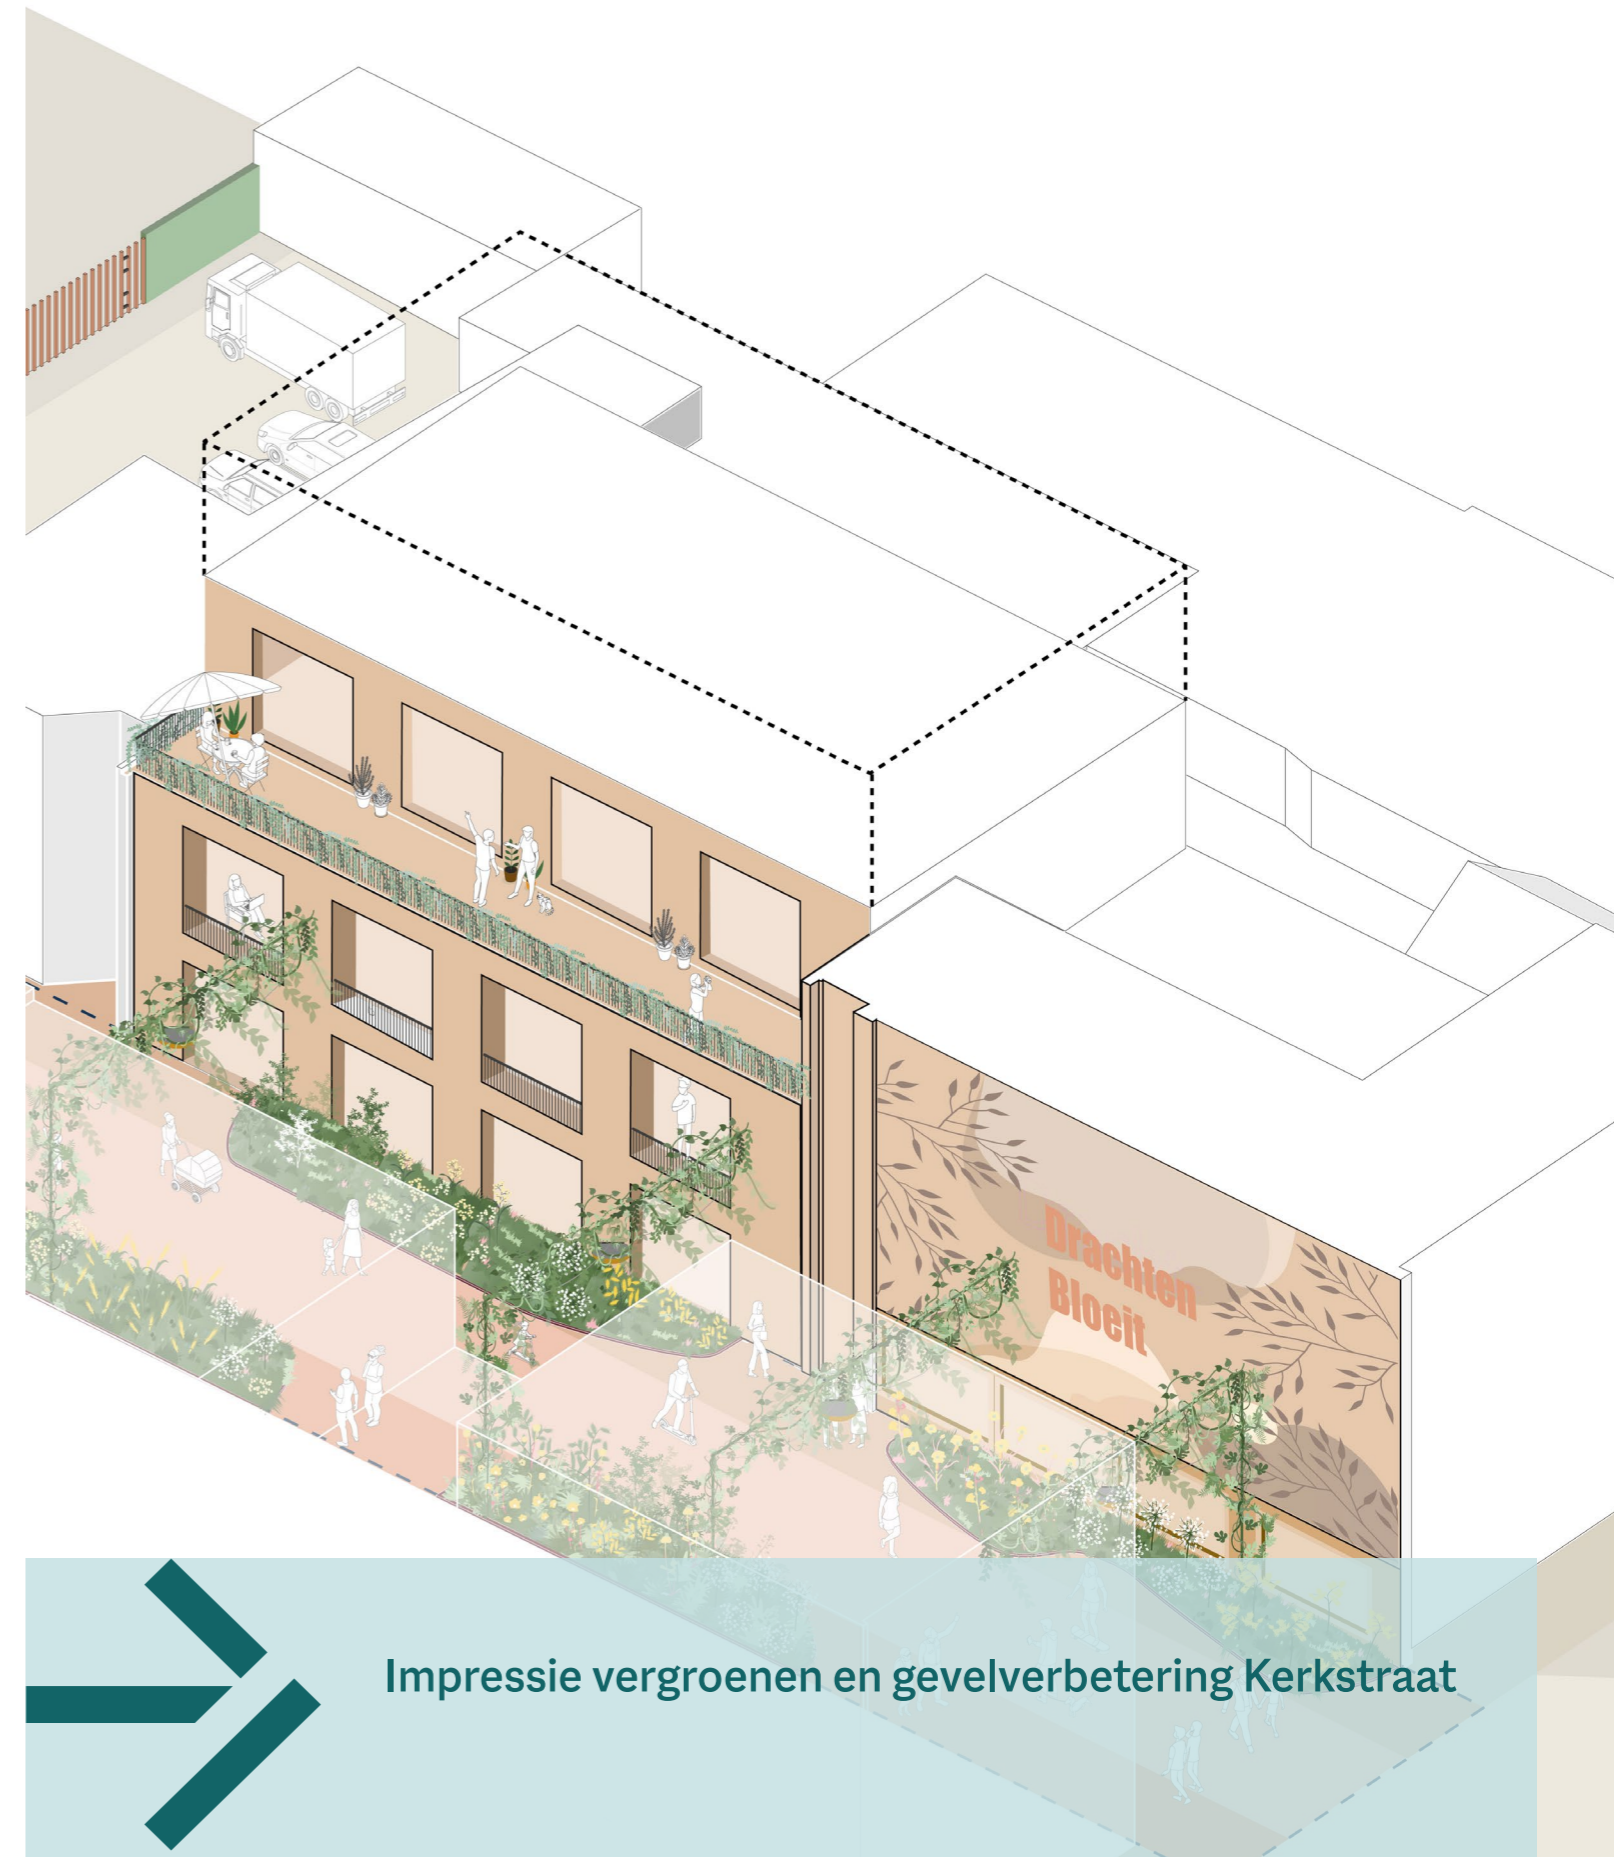 Drachten
Bloeit
Impressie vergroenen en gevelverbetering Kerkstraat